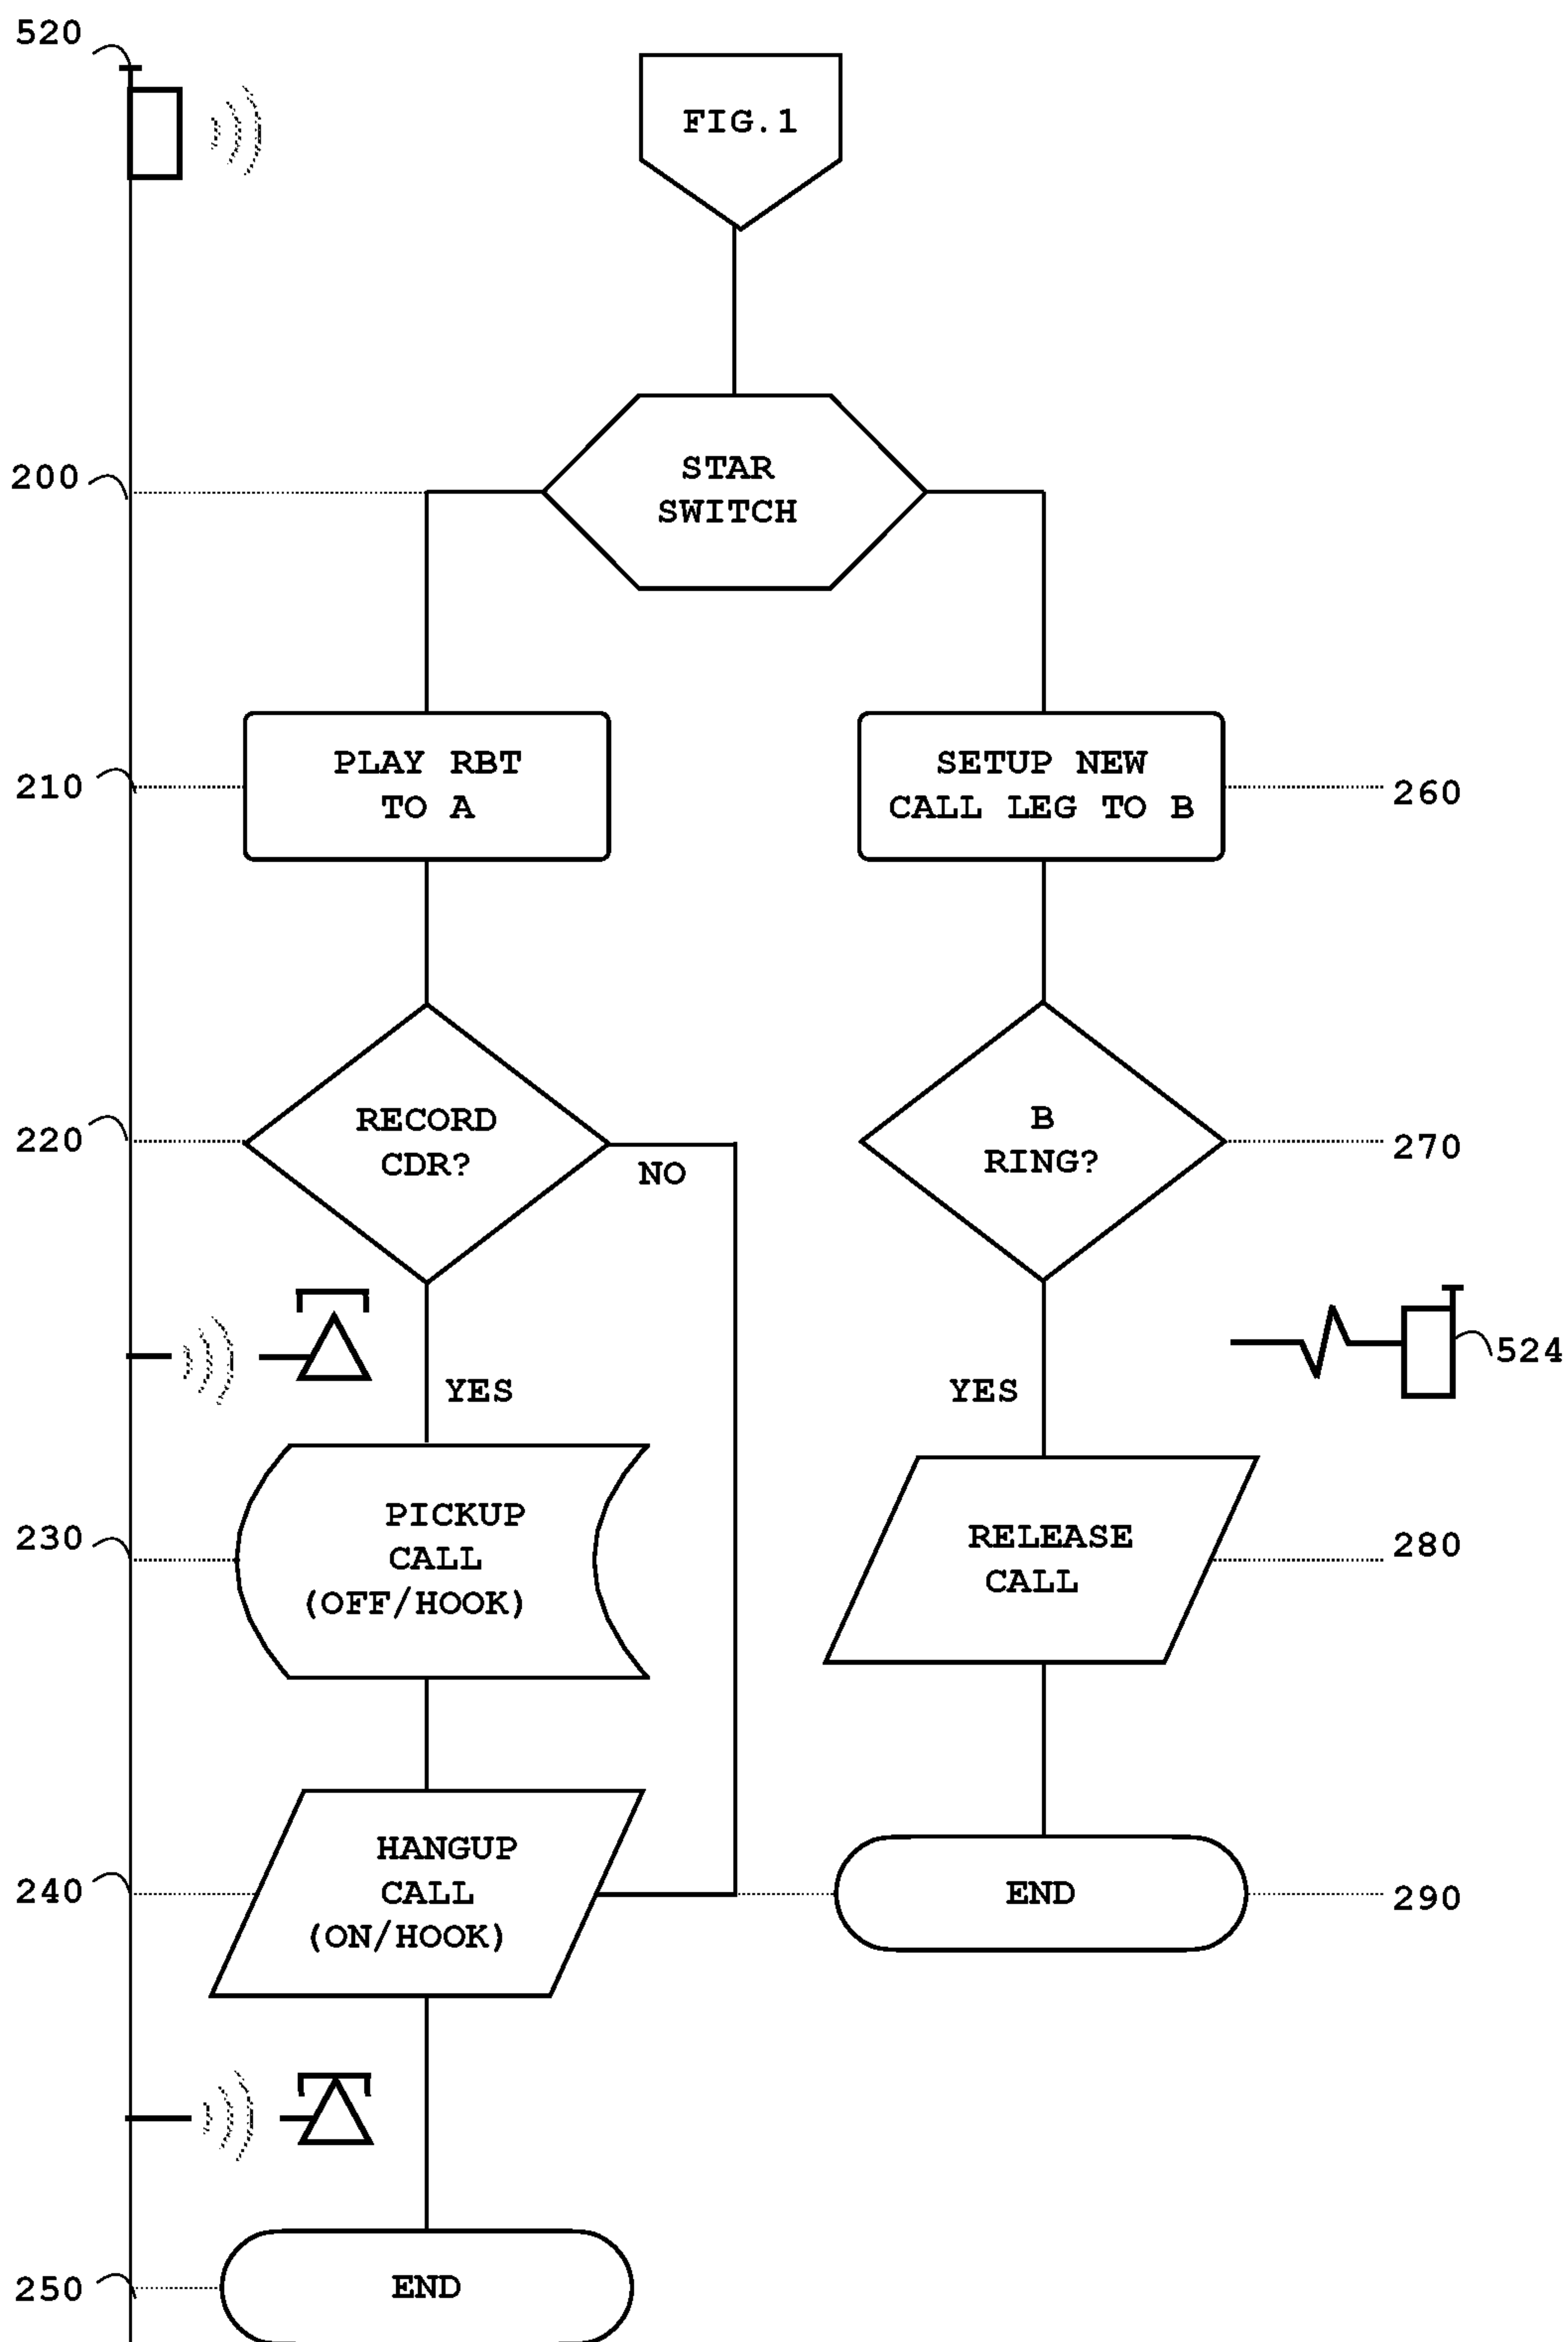 520
FIG.1
200
STAR
SWITCH
210
PLAY RBT
TO A
SETUP NEW
CALL LEG TO B
260
220
RECORD
CDR?
NO
B
RING?
270
524
YES
YES
230
PICKUP
CALL
(OFF/HOOK)
RELEASE
CALL
280
240
HANGUP
CALL
(ON/HOOK)
END
290
250
END